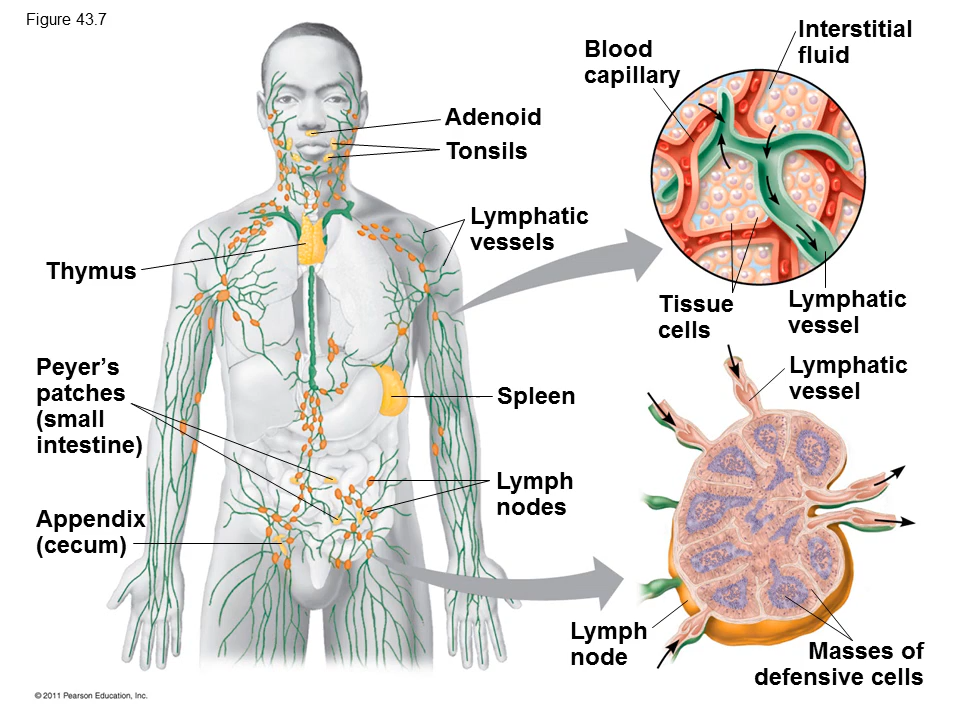 Figure 43.7
Interstitial
fluid
Blood
capillary
Adenoid
Tonsils
Lymphatic
vessels
Thymus
Tissue
cells
Lymphatic
vessel
Peyer’s
patches
(small
intestine)
Lymphatic
vessel
Spleen
Lymph
nodes
Appendix
(cecum)
Lymph
node
Masses of
defensive cells
© 2011 Pearson Education, Inc.